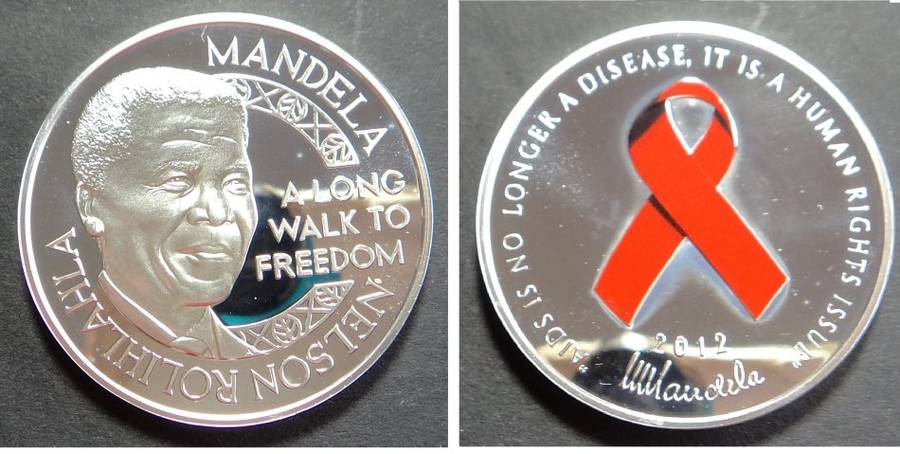 MANDELA
A LONG
WALK TO
FREEDOM
NELSON ROLIHLAHLA
"AIDS IS NO LONGER A DISEASE, IT IS A HUMAN RIGHTS ISSUE"
2012
Mandela